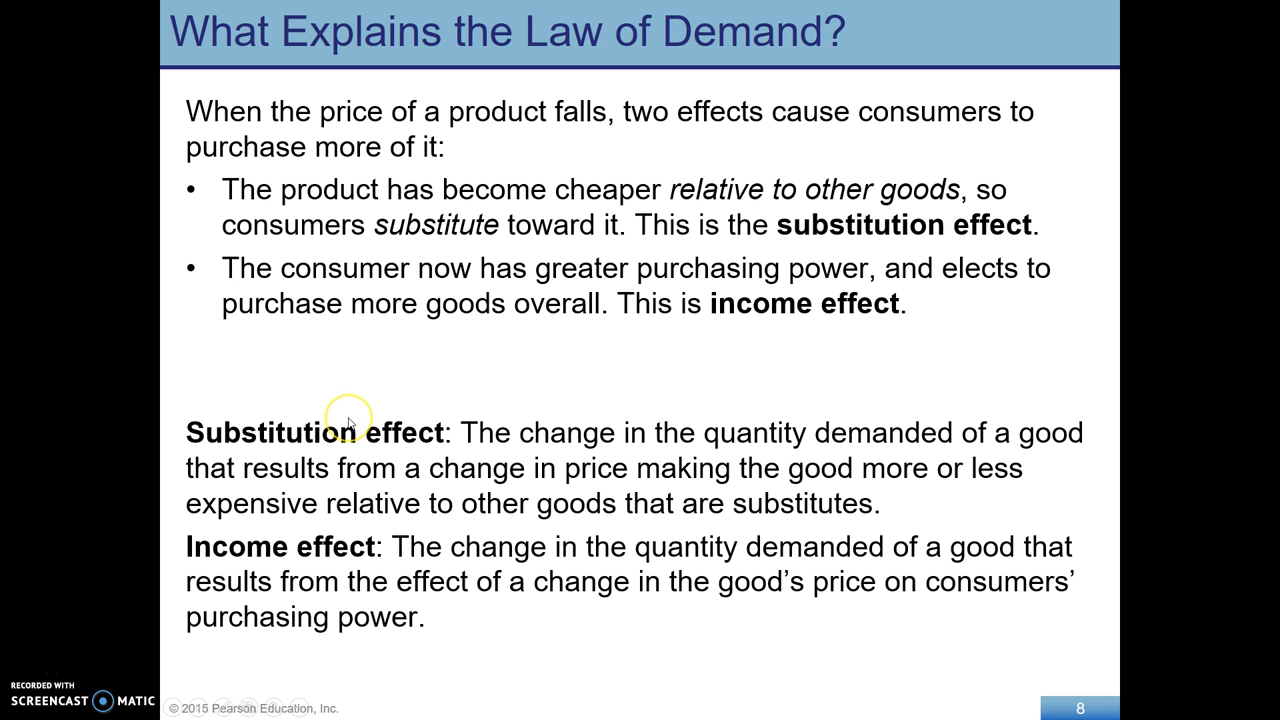 What Explains the Law of Demand?
When the price of a product falls, two effects cause consumers to
purchase more of it:
• The product has become cheaper relative to other goods, so
consumers substitute toward it. This is the substitution effect.
• The consumer now has greater purchasing power, and elects to
purchase more goods overall. This is income effect.
Substitution effect: The change in the quantity demanded of a good
that results from a change in price making the good more or less
expensive relative to other goods that are substitutes.
Income effect: The change in the quantity demanded of a good that
results from the effect of a change in the good’s price on consumers’
purchasing power.
RECORDED WITH
SCREENCAST MATIC
© 2015 Pearson Education, Inc.
8